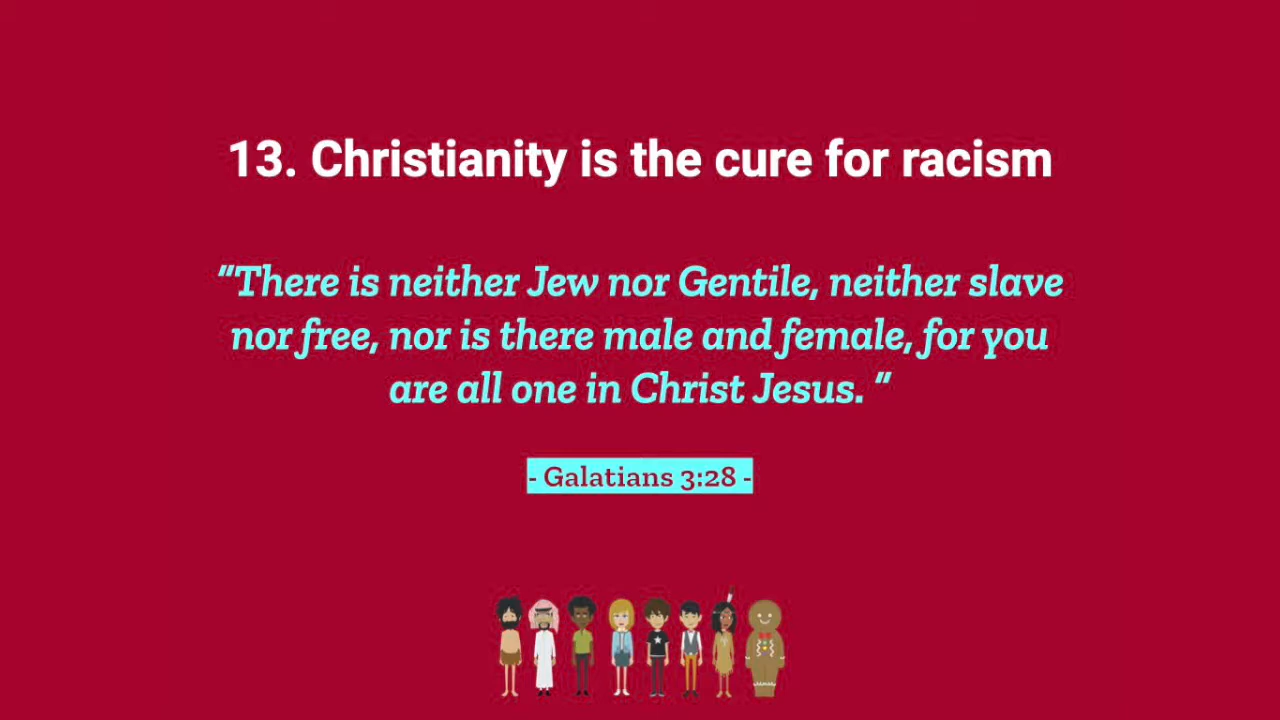 13. Christianity is the cure for racism
"There is neither Jew nor Gentile, neither slave
nor free, nor is there male and female, for you
are all one in Christ Jesus. "
- Galatians 3:28 -